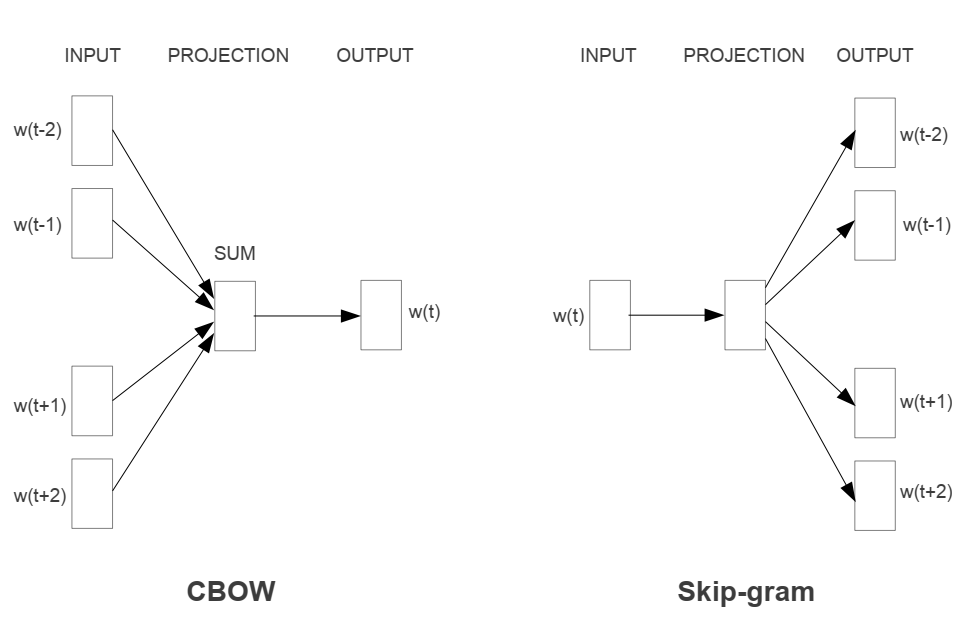 INPUT PROJECTION OUTPUT
w(t-2)
w(t-1)
SUM
w(t)
w(t+1)
w(t+2)
CBOW
INPUT PROJECTION OUTPUT
w(t-2)
w(t-1)
w(t)
w(t+1)
w(t+2)
Skip-gram